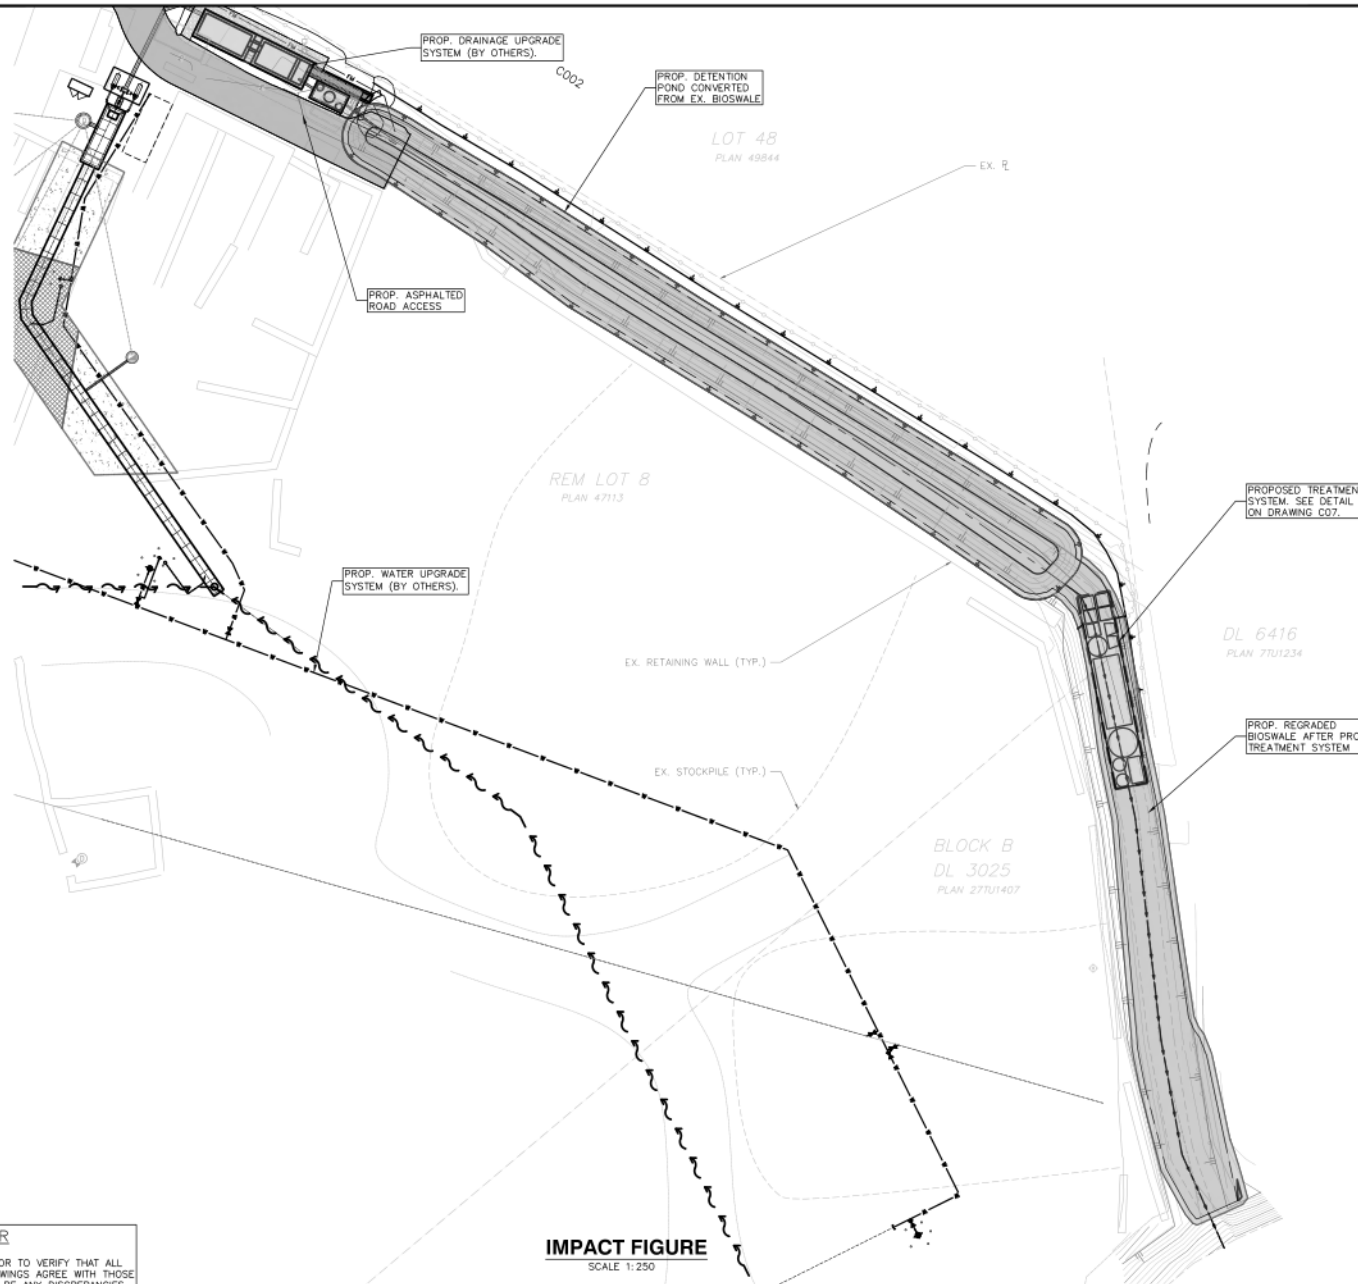 PROP. DRAINAGE UPGRADE
SYSTEM (BY OTHERS).
C002
PROP. DETENTION
POND CONVERTED
FROM EX. BIOSWALE
LOT 48
PLAN 49844
EX. PL
PROP. ASPHALTED
ROAD ACCESS
REM LOT 8
PLAN 47113
PROPOSED TREATMEN
SYSTEM. SEE DETAIL
ON DRAWING C07.
PROP. WATER UPGRADE
SYSTEM (BY OTHERS).
DL 6416
PLAN 7TU1234
EX. RETAINING WALL (TYP.)
PROP. REGRADED
BIOSWALE AFTER PRO
TREATMENT SYSTEM
EX. STOCKPILE (TYP.)
BLOCK B
DL 3025
PLAN 27TU1407
R
OR TO VERIFY THAT ALL
WINGS AGREE WITH THOSE
BE ANY DISCREPANCIES
IMPACT FIGURE
SCALE 1:250